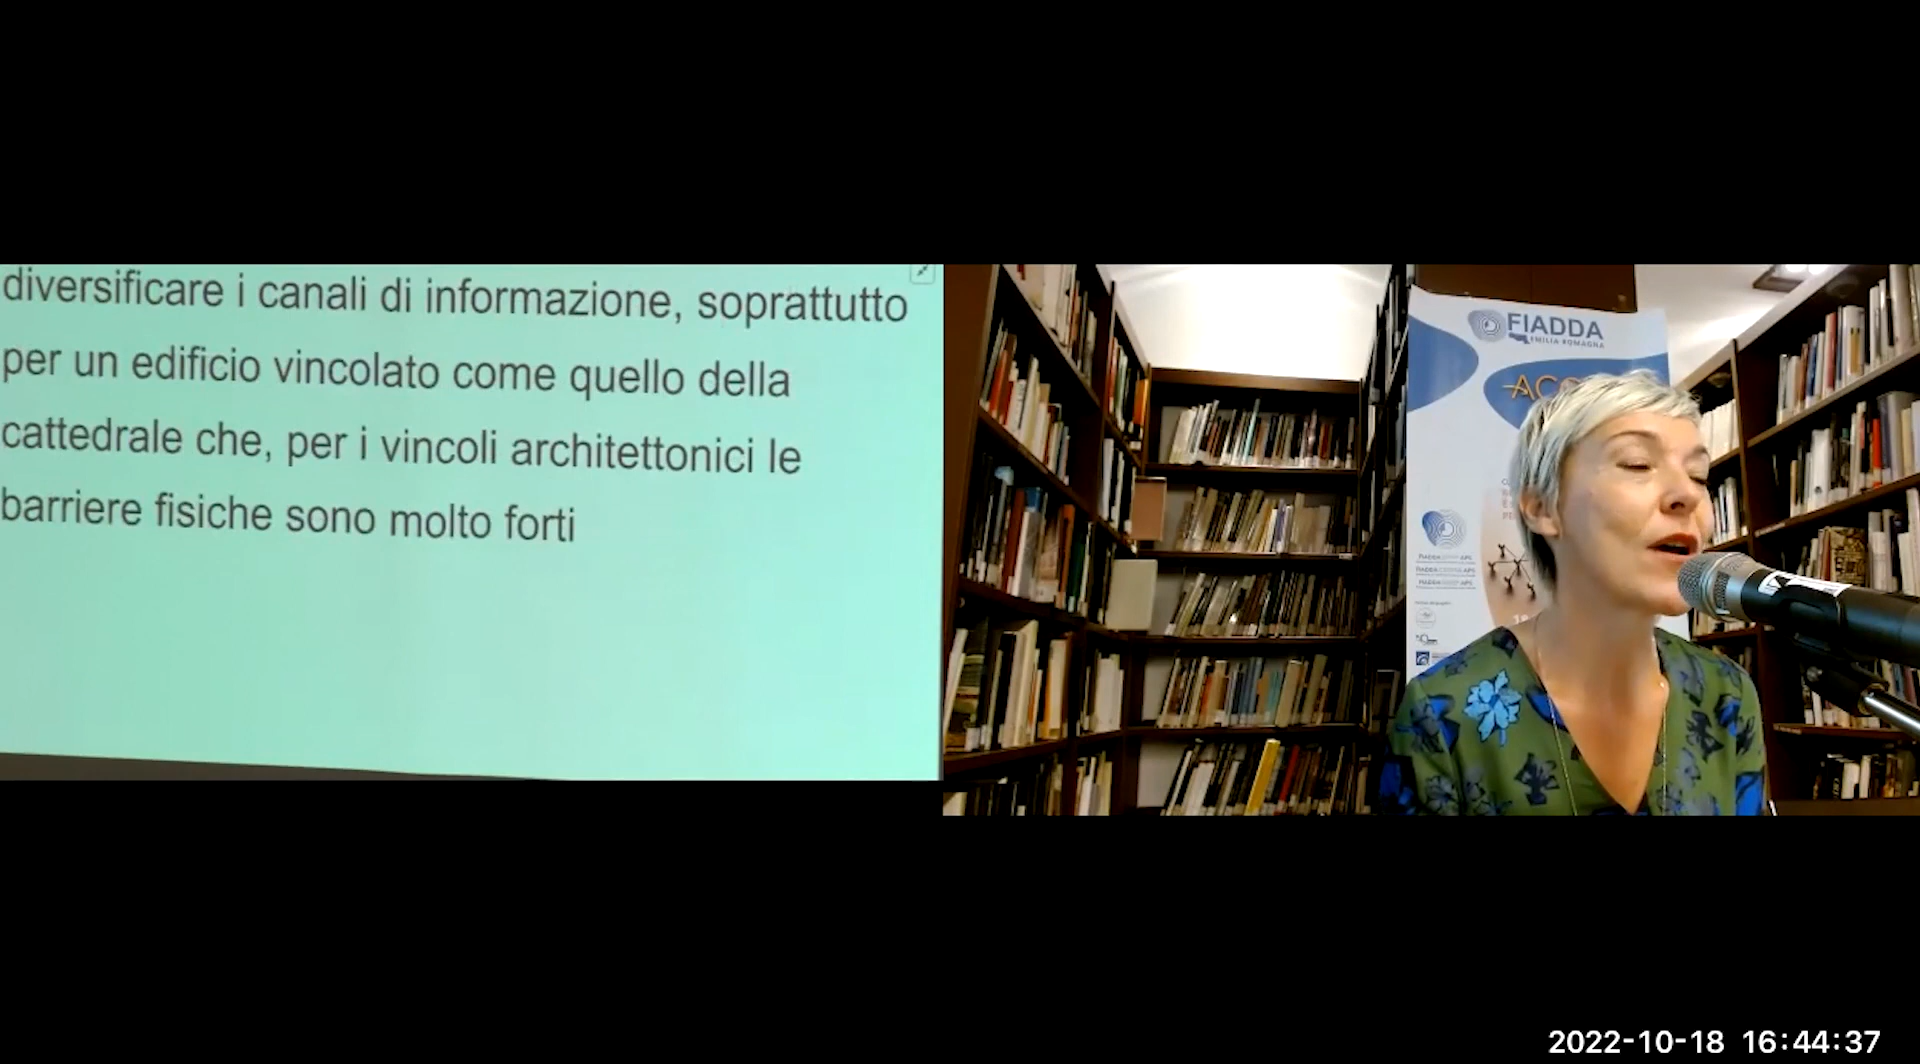 diversificare i canali di informazione, soprattutto
per un edificio vincolato come quello della
cattedrale che, per i vincoli architettonici le
barriere fisiche sono molto forti
FIADDA
EMILIA ROMAGNA
2022-10-18 16:44:37